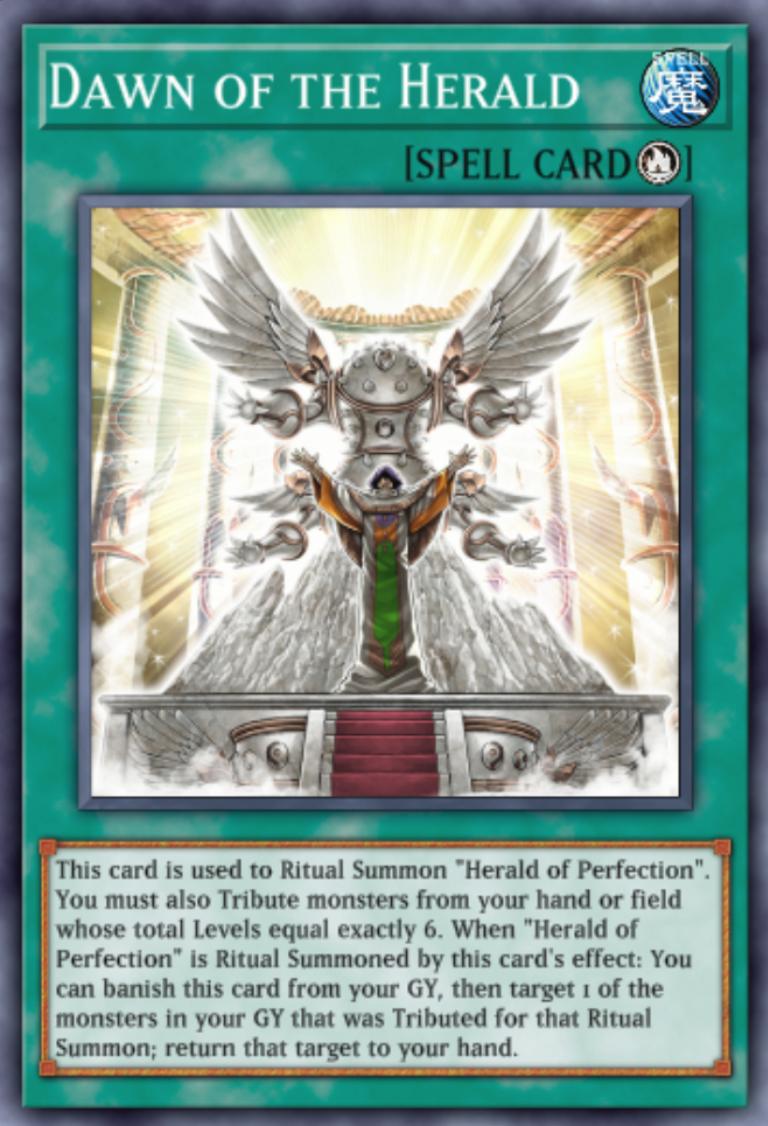 Dawn of the Herald
SPELL
魔
[SPELL CARD]
This card is used to Ritual Summon "Herald of Perfection".
You must also Tribute monsters from your hand or field
whose total Levels equal exactly 6. When "Herald of
Perfection" is Ritual Summoned by this card's effect: You
can banish this card from your GY, then target 1 of the
monsters in your GY that was Tributed for that Ritual
Summon; return that target to your hand.